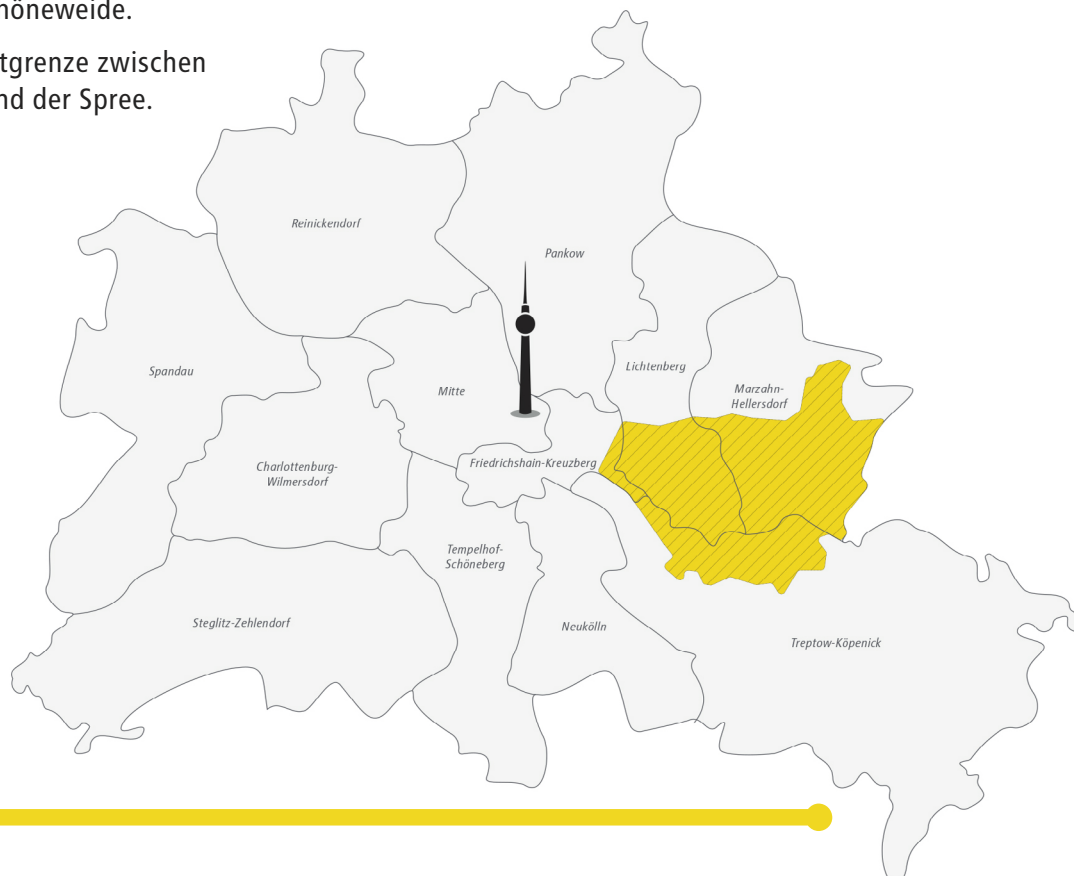 höneweide.
tgrenze zwischen
nd der Spree.
Reinickendorf
Pankow
Spandau
Mitte
Lichtenberg
Marzahn-
Hellersdorf
Charlottenburg-
Wilmersdorf
Friedrichshain-Kreuzberg
Tempelhof-
Schöneberg
Steglitz-Zehlendorf
Neukölln
Treptow-Köpenick